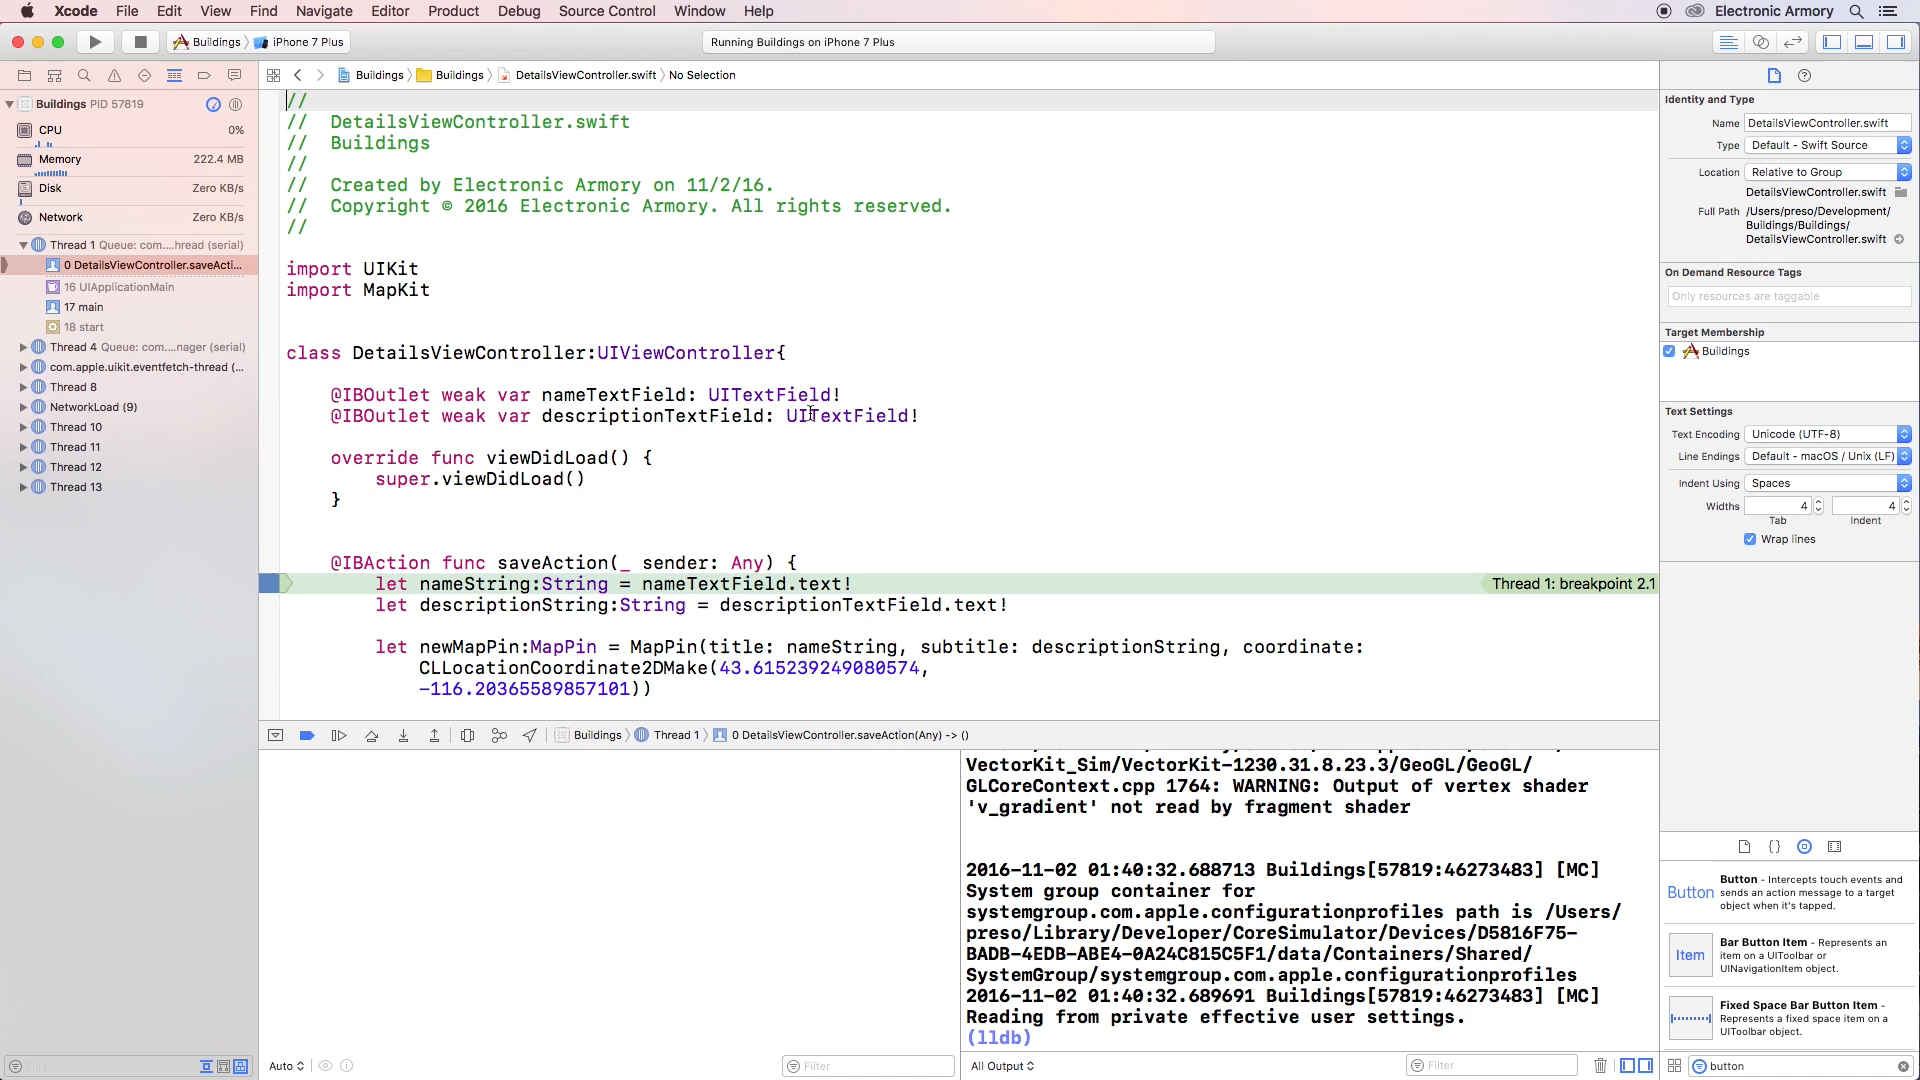 Xcode File Edit View Find Navigate Editor Product Debug Source Control Window Help Electronic Armory
Buildings iPhone 7 Plus Running Buildings on iPhone 7 Plus
Buildings Buildings DetailsViewController.swift No Selection
Buildings PID 57819
CPU 0%
Memory 222.4 MB
Disk Zero KB/s
Network Zero KB/s
Thread 1 Queue: com....hread (serial)
0 DetailsViewController.saveActi...
16 UIApplicationMain
17 main
18 start
Thread 4 Queue: com....nager (serial)
com.apple.uikit.eventfetch-thread (...
Thread 8
NetworkLoad (9)
Thread 10
Thread 11
Thread 12
Thread 13
Filter
//
// DetailsViewController.swift
// Buildings
//
// Created by Electronic Armory on 11/2/16.
// Copyright © 2016 Electronic Armory. All rights reserved.
//
import UIKit
import MapKit
class DetailsViewController:UIViewController{
@IBOutlet weak var nameTextField: UITextField!
@IBOutlet weak var descriptionTextField: UITextField!
override func viewDidLoad() {
super.viewDidLoad()
}
@IBAction func saveAction(_ sender: Any) {
let nameString:String = nameTextField.text! Thread 1: breakpoint 2.1
let descriptionString:String = descriptionTextField.text!
let newMapPin:MapPin = MapPin(title: nameString, subtitle: descriptionString, coordinate:
CLLocationCoordinate2DMake(43.615239249080574,
-116.20365589857101))
Buildings Thread 1 0 DetailsViewController.saveAction(Any) -> ()
VectorKit_Sim/VectorKit-1230.31.8.23.3/GeoGL/GeoGL/
GLCoreContext.cpp 1764: WARNING: Output of vertex shader
'v_gradient' not read by fragment shader
2016-11-02 01:40:32.688713 Buildings[57819:46273483] [MC]
System group container for
systemgroup.com.apple.configurationprofiles path is /Users/
preso/Library/Developer/CoreSimulator/Devices/D5816F75-
BADB-4EDB-ABE4-0A24C815C5F1/data/Containers/Shared/
SystemGroup/systemgroup.com.apple.configurationprofiles
2016-11-02 01:40:32.689691 Buildings[57819:46273483] [MC]
Reading from private effective user settings.
(lldb)
Auto Filter
All Output Filter
Identity and Type
Name DetailsViewController.swift
Type Default - Swift Source
Location Relative to Group
DetailsViewController.swift
Full Path /Users/preso/Development/
Buildings/Buildings/
DetailsViewController.swift
On Demand Resource Tags
Only resources are taggable
Target Membership
Buildings
Text Settings
Text Encoding Unicode (UTF-8)
Line Endings Default - macOS / Unix (LF)
Indent Using Spaces
Widths 4 4
Tab Indent
Wrap lines
{}
Button Button - Intercepts touch events and
sends an action message to a target
object when it's tapped.
Item Bar Button Item - Represents an
item on a UIToolbar or
UINavigationItem object.
Fixed Space Bar Button Item -
Represents a fixed space item on a
UIToolbar object.
button